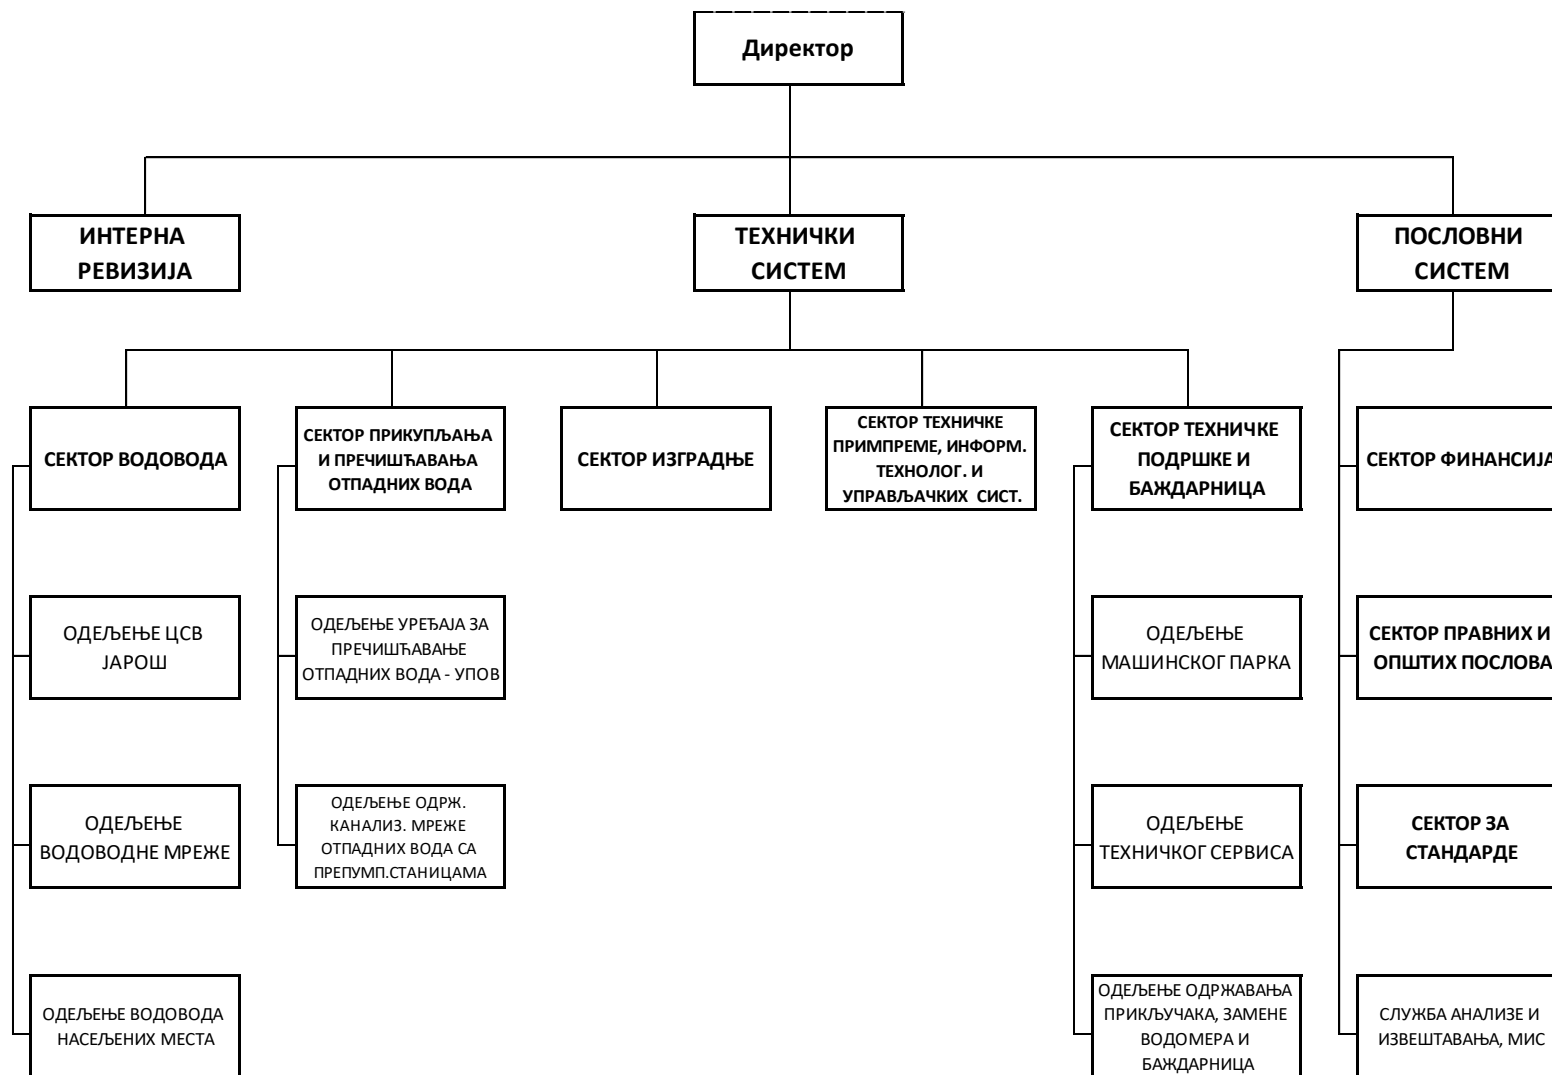 Директор
ИНТЕРНА
РЕВИЗИЈА
ТЕХНИЧКИ
СИСТЕМ
ПОСЛОВНИ
СИСТЕМ
СЕКТОР ВОДОВОДА
СЕКТОР ПРИКУПЉАЊА
И ПРЕЧИШЋАВАЊА
ОТПАДНИХ ВОДА
СЕКТОР ИЗГРАДЊЕ
СЕКТОР ТЕХНИЧКЕ
ПРИМПРЕМЕ, ИНФОРМ.
ТЕХНОЛОГ. И
УПРАВЉАЧКИХ СИСТ.
СЕКТОР ТЕХНИЧКЕ
ПОДРШКЕ И
БАЖДАРНИЦА
СЕКТОР ФИНАНСИЈА
ОДЕЉЕЊЕ ЦСВ
ЈАРОШ
ОДЕЉЕЊЕ УРЕЂАЈА ЗА
ПРЕЧИШЋАВАЊЕ
ОТПАДНИХ ВОДА - УПОВ
ОДЕЉЕЊЕ
МАШИНСКОГ ПАРКА
СЕКТОР ПРАВНИХ И
ОПШТИХ ПОСЛОВА
ОДЕЉЕЊЕ
ВОДОВОДНЕ МРЕЖЕ
ОДЕЉЕЊЕ ОДРЖ.
КАНАЛИЗ. МРЕЖЕ
ОТПАДНИХ ВОДА СА
ПРЕПУМП.СТАНИЦАМА
ОДЕЉЕЊЕ
ТЕХНИЧКОГ СЕРВИСА
СЕКТОР ЗА
СТАНДАРДЕ
ОДЕЉЕЊЕ ВОДОВОДА
НАСЕЉЕНИХ МЕСТА
ОДЕЉЕЊЕ ОДРЖАВАЊА
ПРИКЉУЧАКА, ЗАМЕНЕ
ВОДОМЕРА И
БАЖДАРНИЦА
СЛУЖБА АНАЛИЗЕ И
ИЗВЕШТАВАЊА, МИС